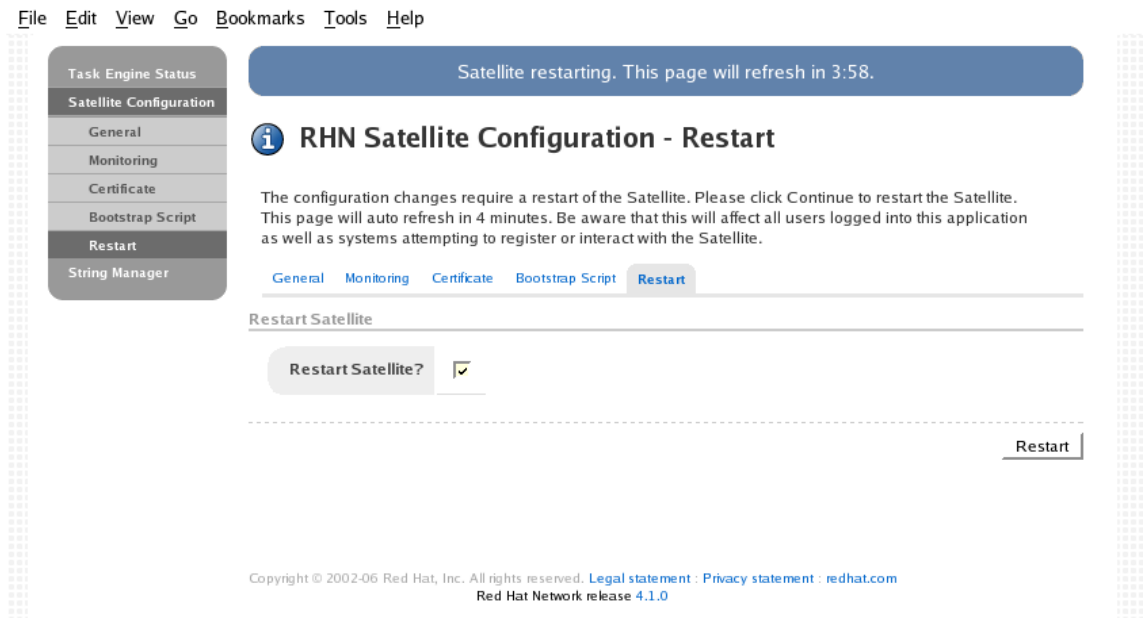 File Edit View Go Bookmarks Tools Help
Task Engine Status
Satellite Configuration
General
Monitoring
Certificate
Bootstrap Script
Restart
String Manager
Satellite restarting. This page will refresh in 3:58.
RHN Satellite Configuration - Restart
The configuration changes require a restart of the Satellite. Please click Continue to restart the Satellite.
This page will auto refresh in 4 minutes. Be aware that this will affect all users logged into this application
as well as systems attempting to register or interact with the Satellite.
General Monitoring Certificate Bootstrap Script Restart
Restart Satellite
Restart Satellite?
Restart
Copyright © 2002-06 Red Hat, Inc. All rights reserved. Legal statement : Privacy statement : redhat.com
Red Hat Network release 4.1.0